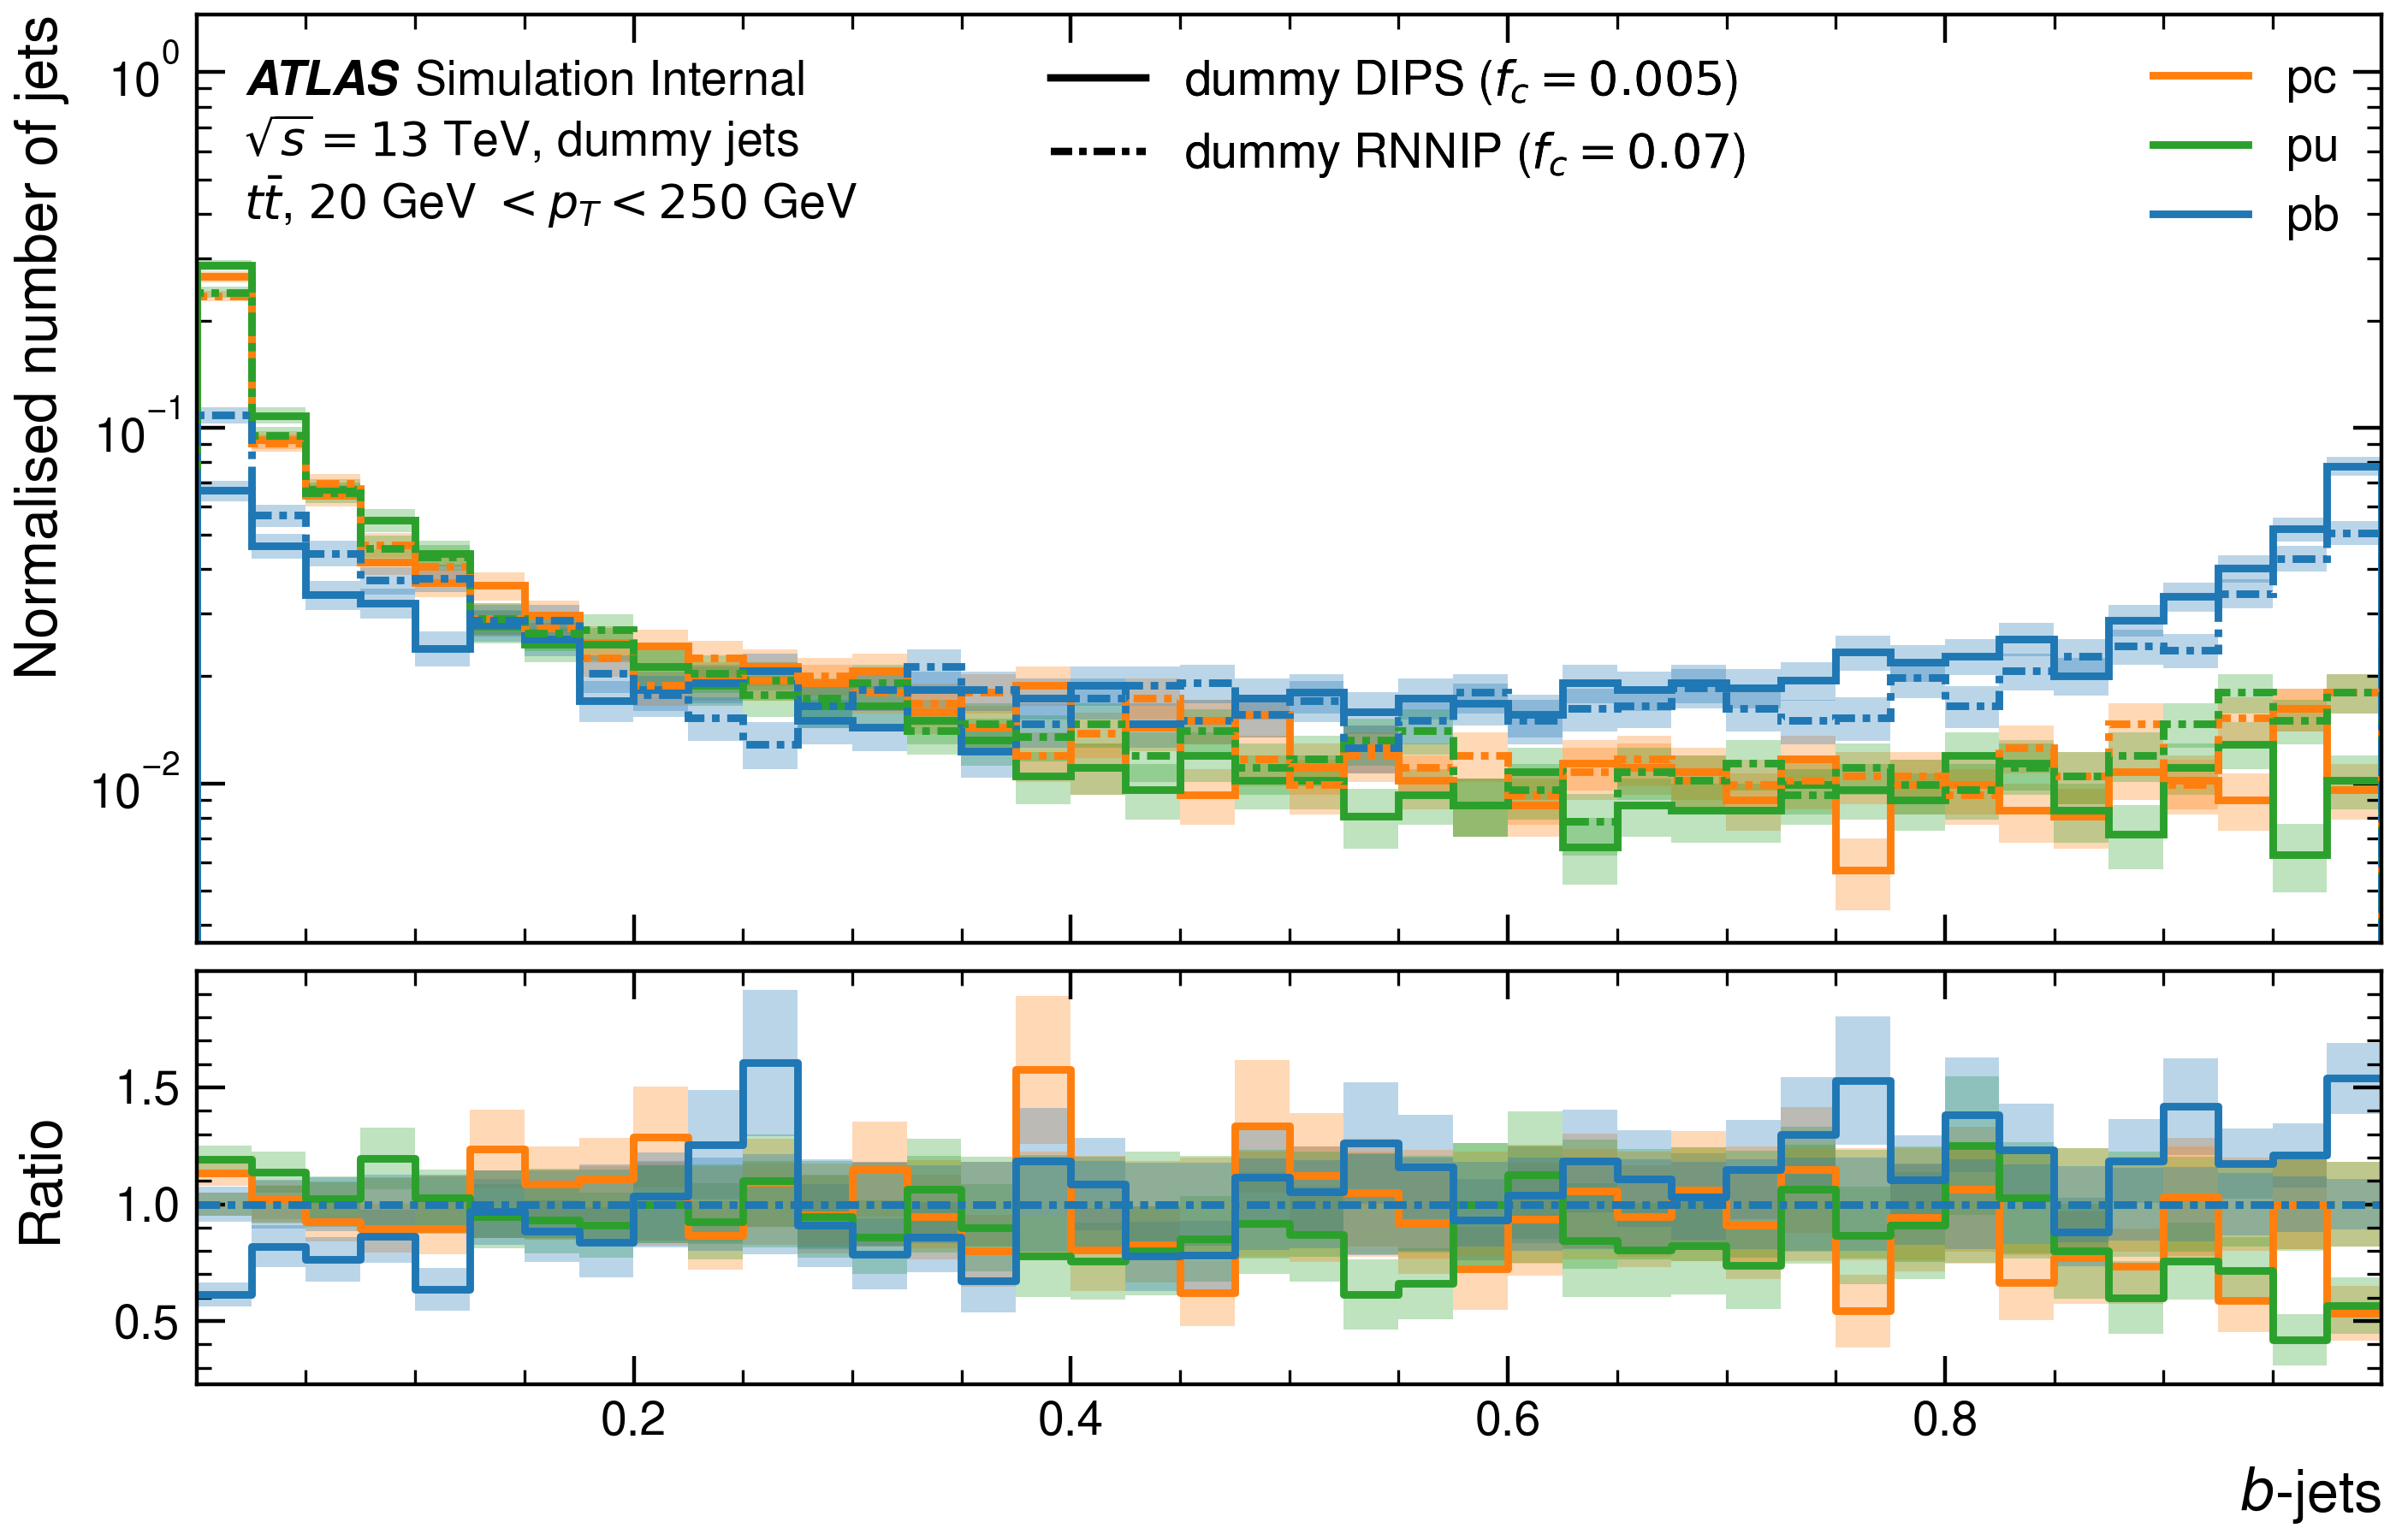 ATLAS Simulation Internal
√s = 13 TeV, dummy jets
tt̄, 20 GeV < p_T < 250 GeV
dummy DIPS (f_c = 0.005)
dummy RNNIP (f_c = 0.07)
pc
pu
pb
Normalised number of jets
10⁰
10⁻¹
10⁻²
Ratio
1.5
1.0
0.5
0.2 0.4 0.6 0.8
b-jets